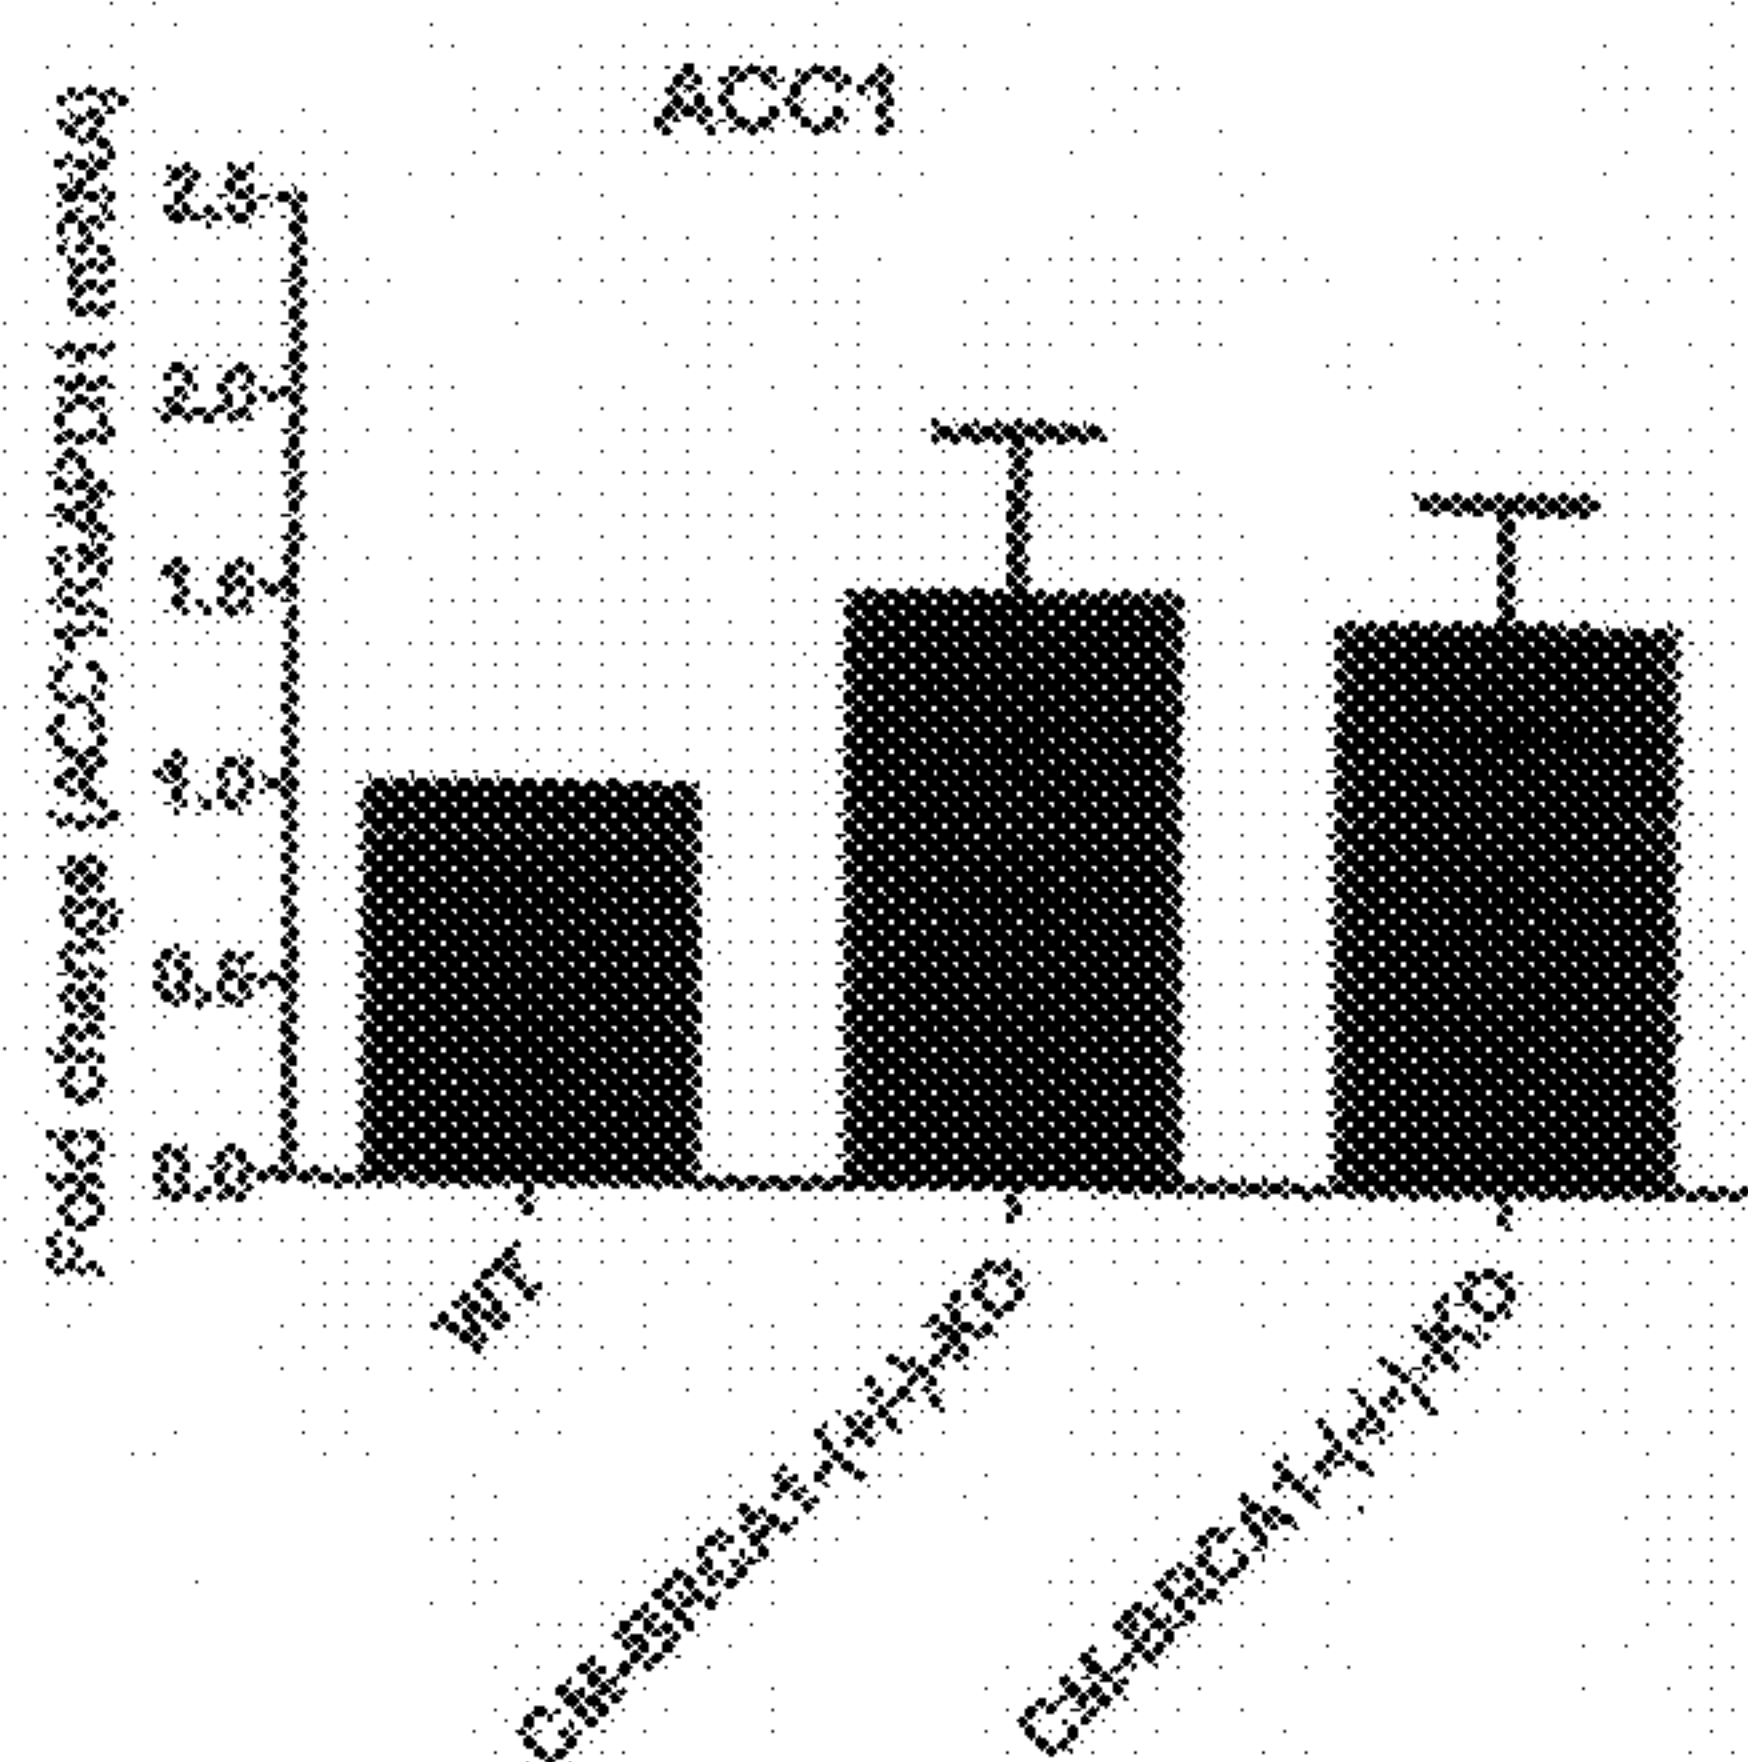 ACC1
Fold change (ACC1/GAPDH mRNA)
2.5
2.0
1.5
1.0
0.5
0.0
WT
CM-BRCA1 (+/-) KO
CM-BRCA1 (-/-) KO